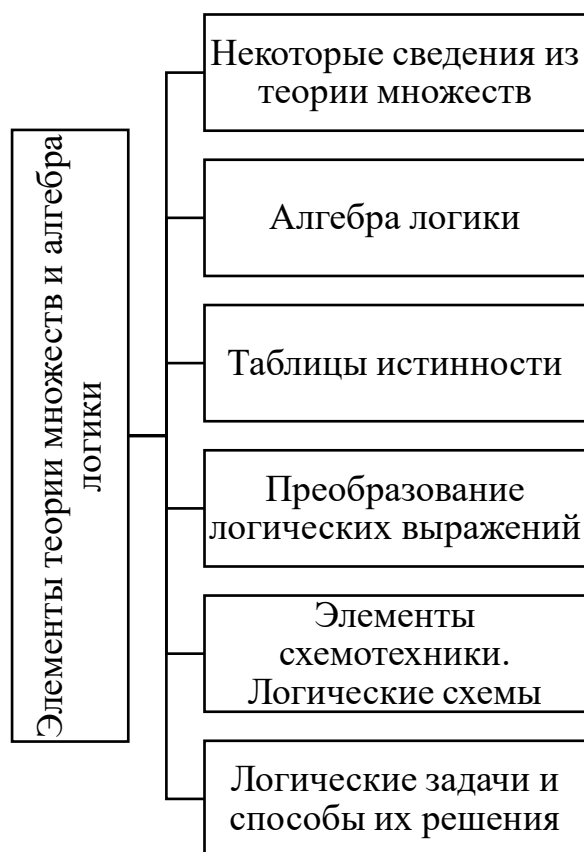 Элементы теории множеств и алгебра
логики
Некоторые сведения из
теории множеств
Алгебра логики
Таблицы истинности
Преобразование
логических выражений
Элементы
схемотехники.
Логические схемы
Логические задачи и
способы их решения